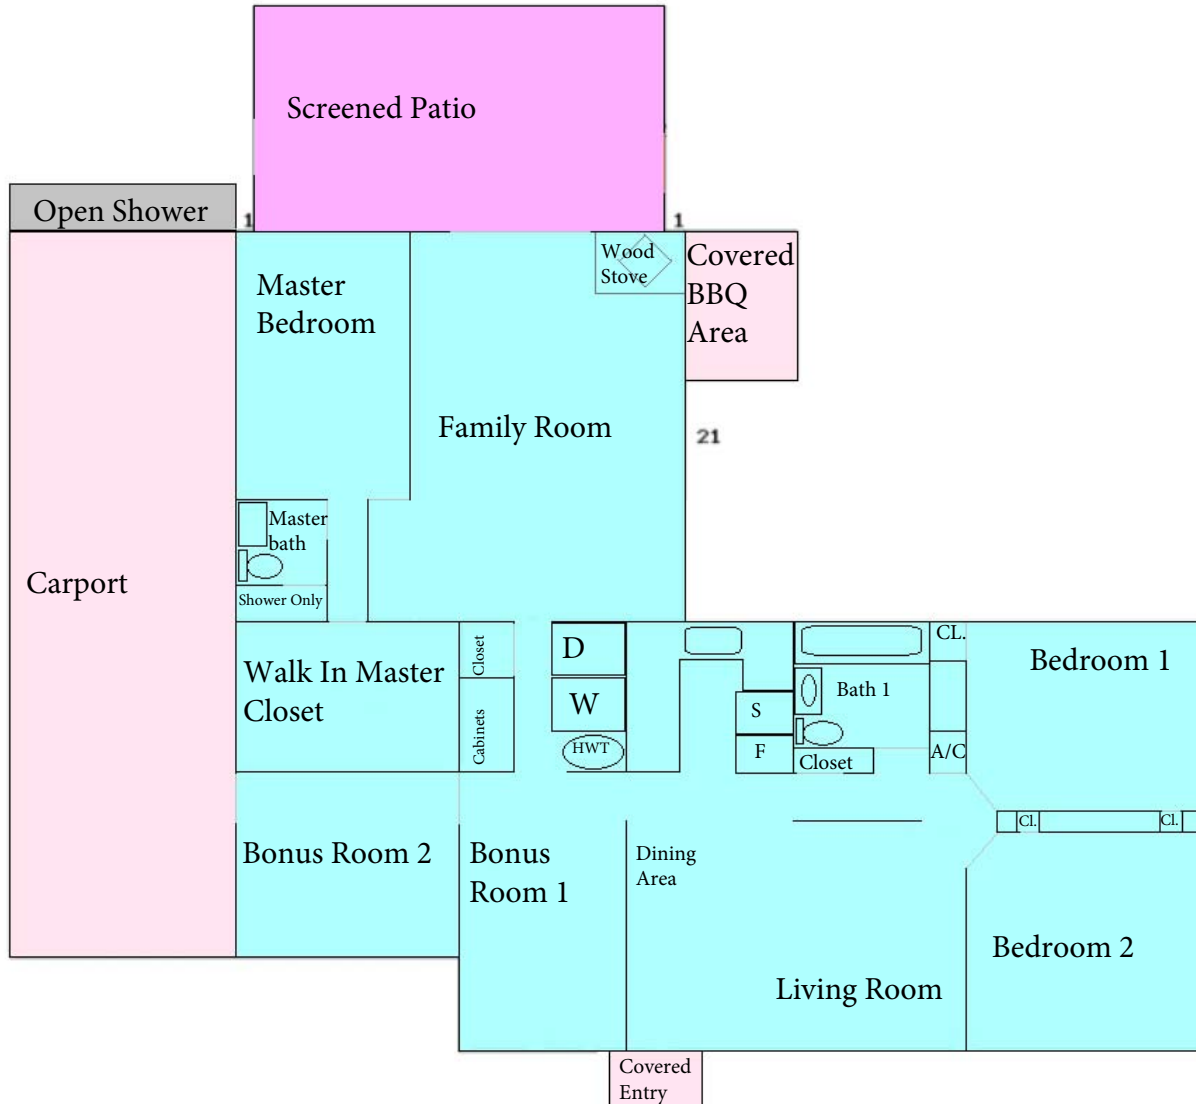 Screened Patio
Open Shower
1
1
Wood
Stove
Covered
BBQ
Area
Master
Bedroom
Family Room
21
Master
bath
Carport
Shower Only
Walk In Master
Closet
Closet
Cabinets
D
W
HWT
S
F
Bath 1
Closet
CL.
A/C
Bedroom 1
Cl.
Cl.
Bonus Room 2
Bonus
Room 1
Dining
Area
Living Room
Bedroom 2
Covered
Entry